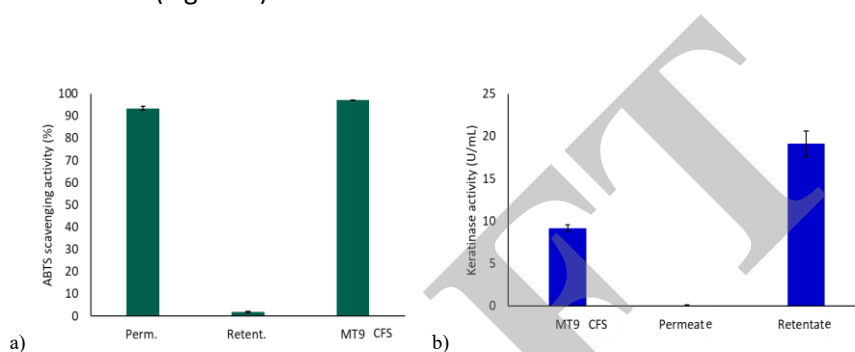 ABTS scavenging activity (%)
100
90
80
70
60
50
40
30
20
10
0
Perm.
Retent.
MT9 CFS
a)
Keratinase activity (U/mL)
25
20
15
10
5
0
MT9 CFS
Permeate
Retentate
b)
FT